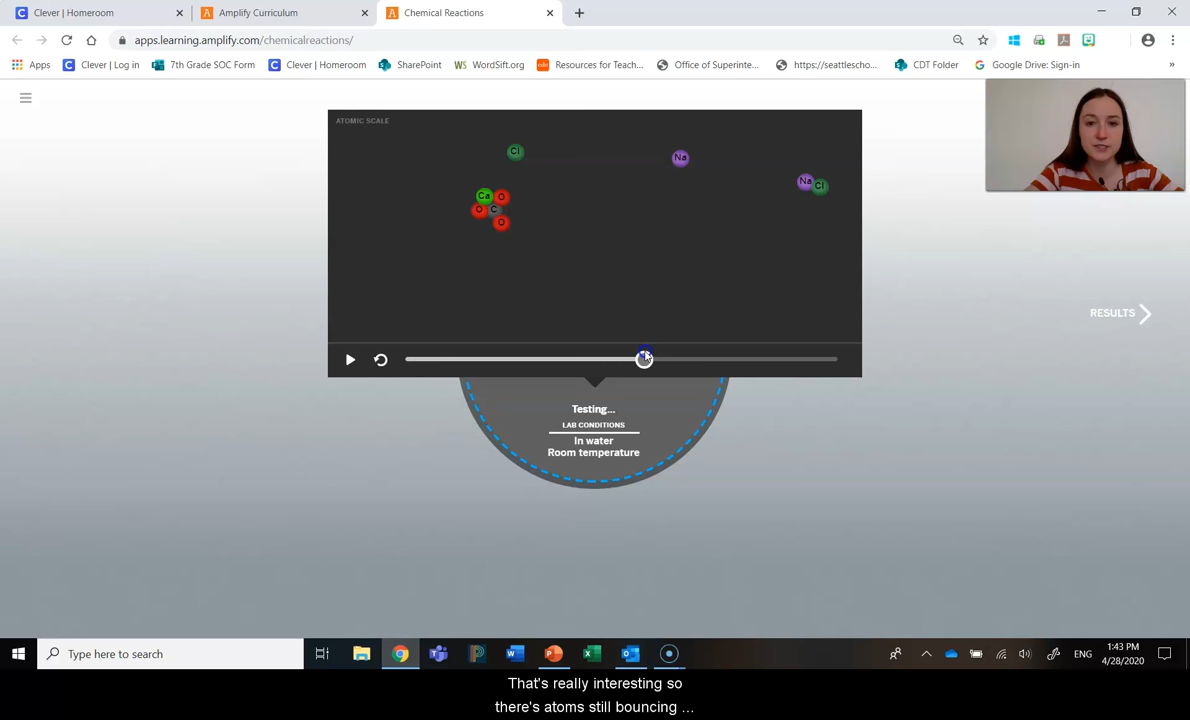 Clever | Homeroom
Amplify Curriculum
Chemical Reactions
apps.learning.amplify.com/chemicalreactions/
Apps
Clever | Log in
7th Grade SOC Form
Clever | Homeroom
SharePoint
WordSift.org
Resources for Teach...
Office of Superinte...
https://seattlescho...
CDT Folder
Google Drive: Sign-in
ATOMIC SCALE
Cl
Na
Na
Cl
Ca
O
O
C
O
RESULTS
Testing...
LAB CONDITIONS
In water
Room temperature
Type here to search
ENG
1:43 PM
4/28/2020
That's really interesting so
there's atoms still bouncing ...